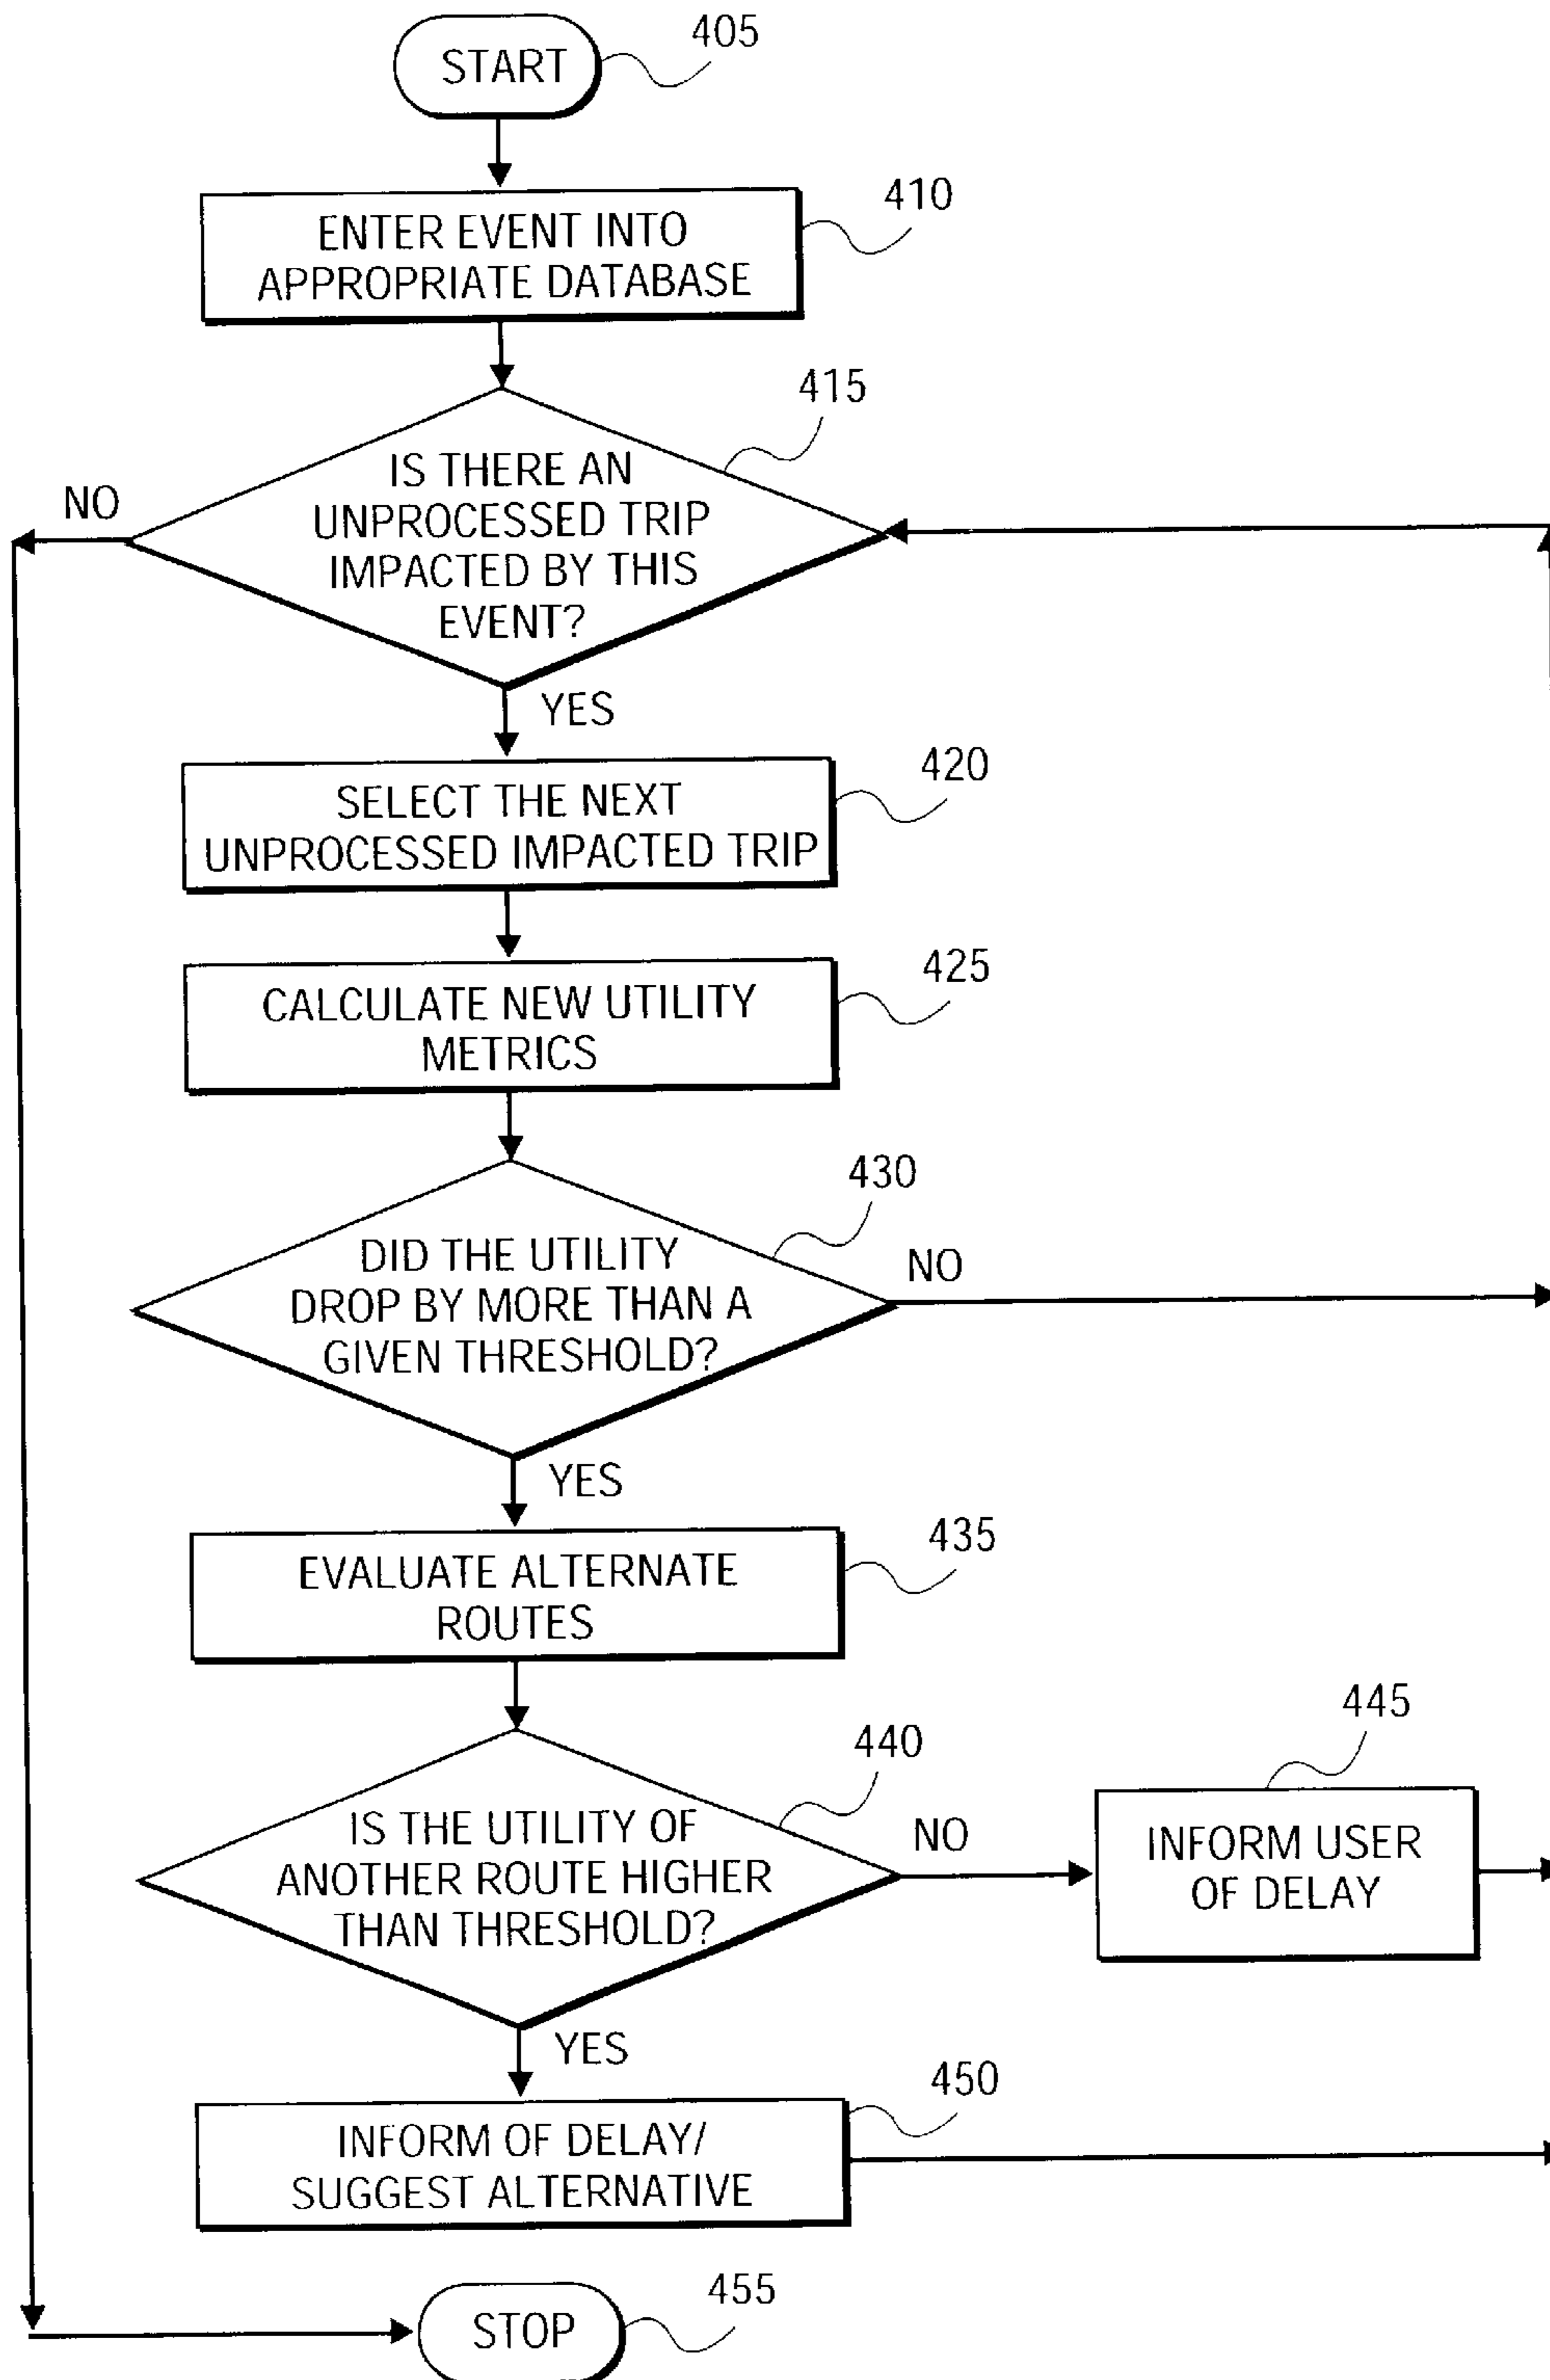 START
405
ENTER EVENT INTO
APPROPRIATE DATABASE
410
IS THERE AN
UNPROCESSED TRIP
IMPACTED BY THIS
EVENT?
415
NO
YES
SELECT THE NEXT
UNPROCESSED IMPACTED TRIP
420
CALCULATE NEW UTILITY
METRICS
425
DID THE UTILITY
DROP BY MORE THAN A
GIVEN THRESHOLD?
430
NO
YES
EVALUATE ALTERNATE
ROUTES
435
IS THE UTILITY OF
ANOTHER ROUTE HIGHER
THAN THRESHOLD?
440
NO
INFORM USER
OF DELAY
445
YES
INFORM OF DELAY/
SUGGEST ALTERNATIVE
450
STOP
455